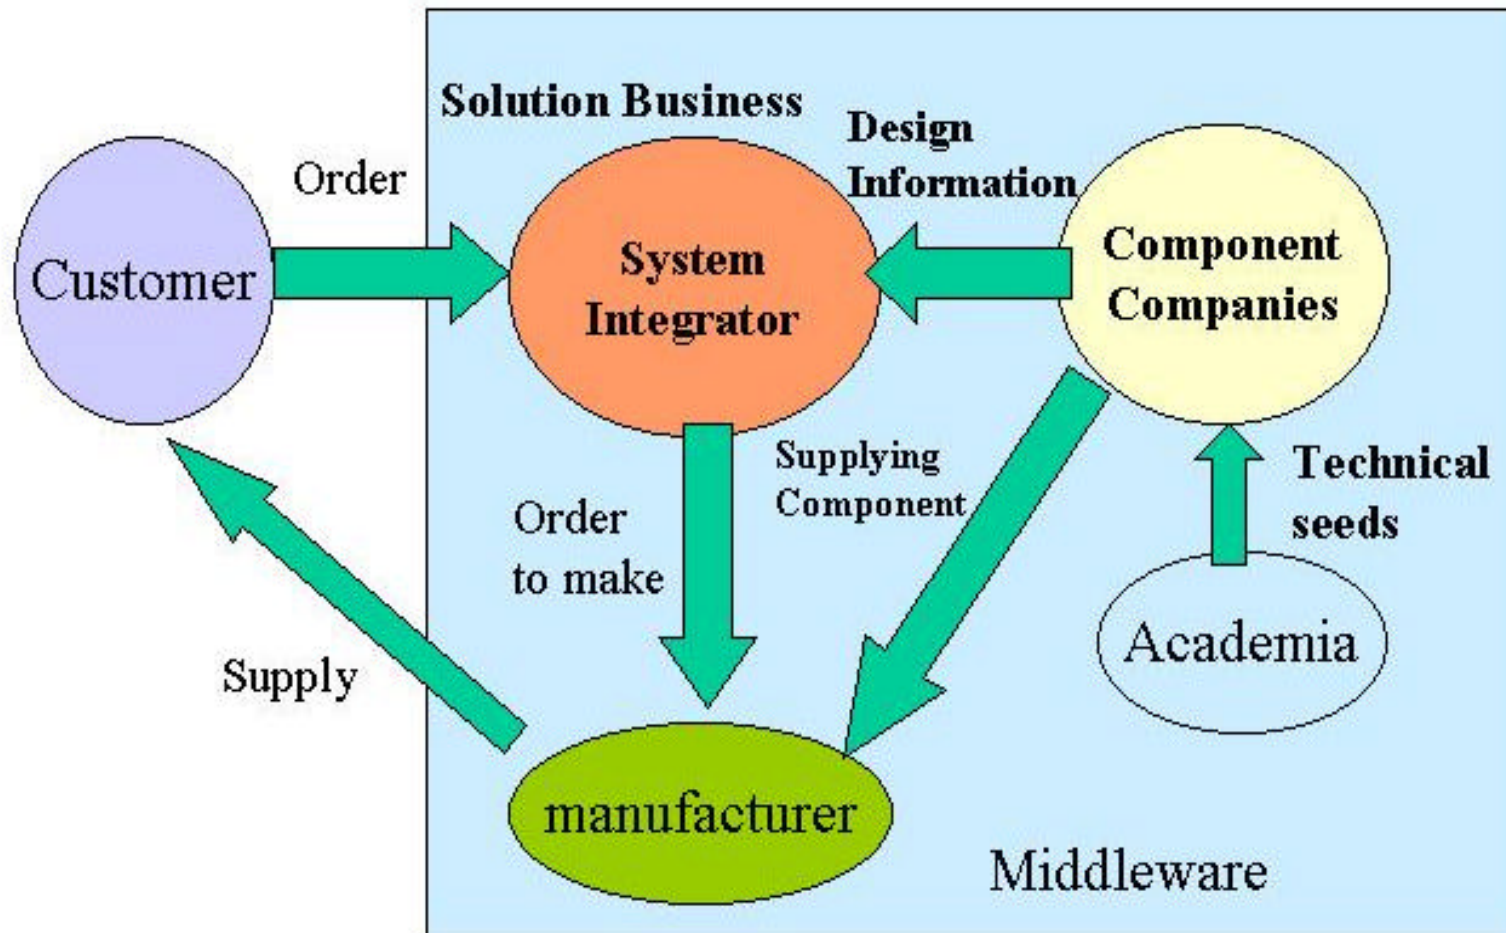 Solution Business
Design
Information
Order
Customer
System
Integrator
Component
Companies
Supplying
Component
Technical
seeds
Order
to make
Academia
Supply
manufacturer
Middleware